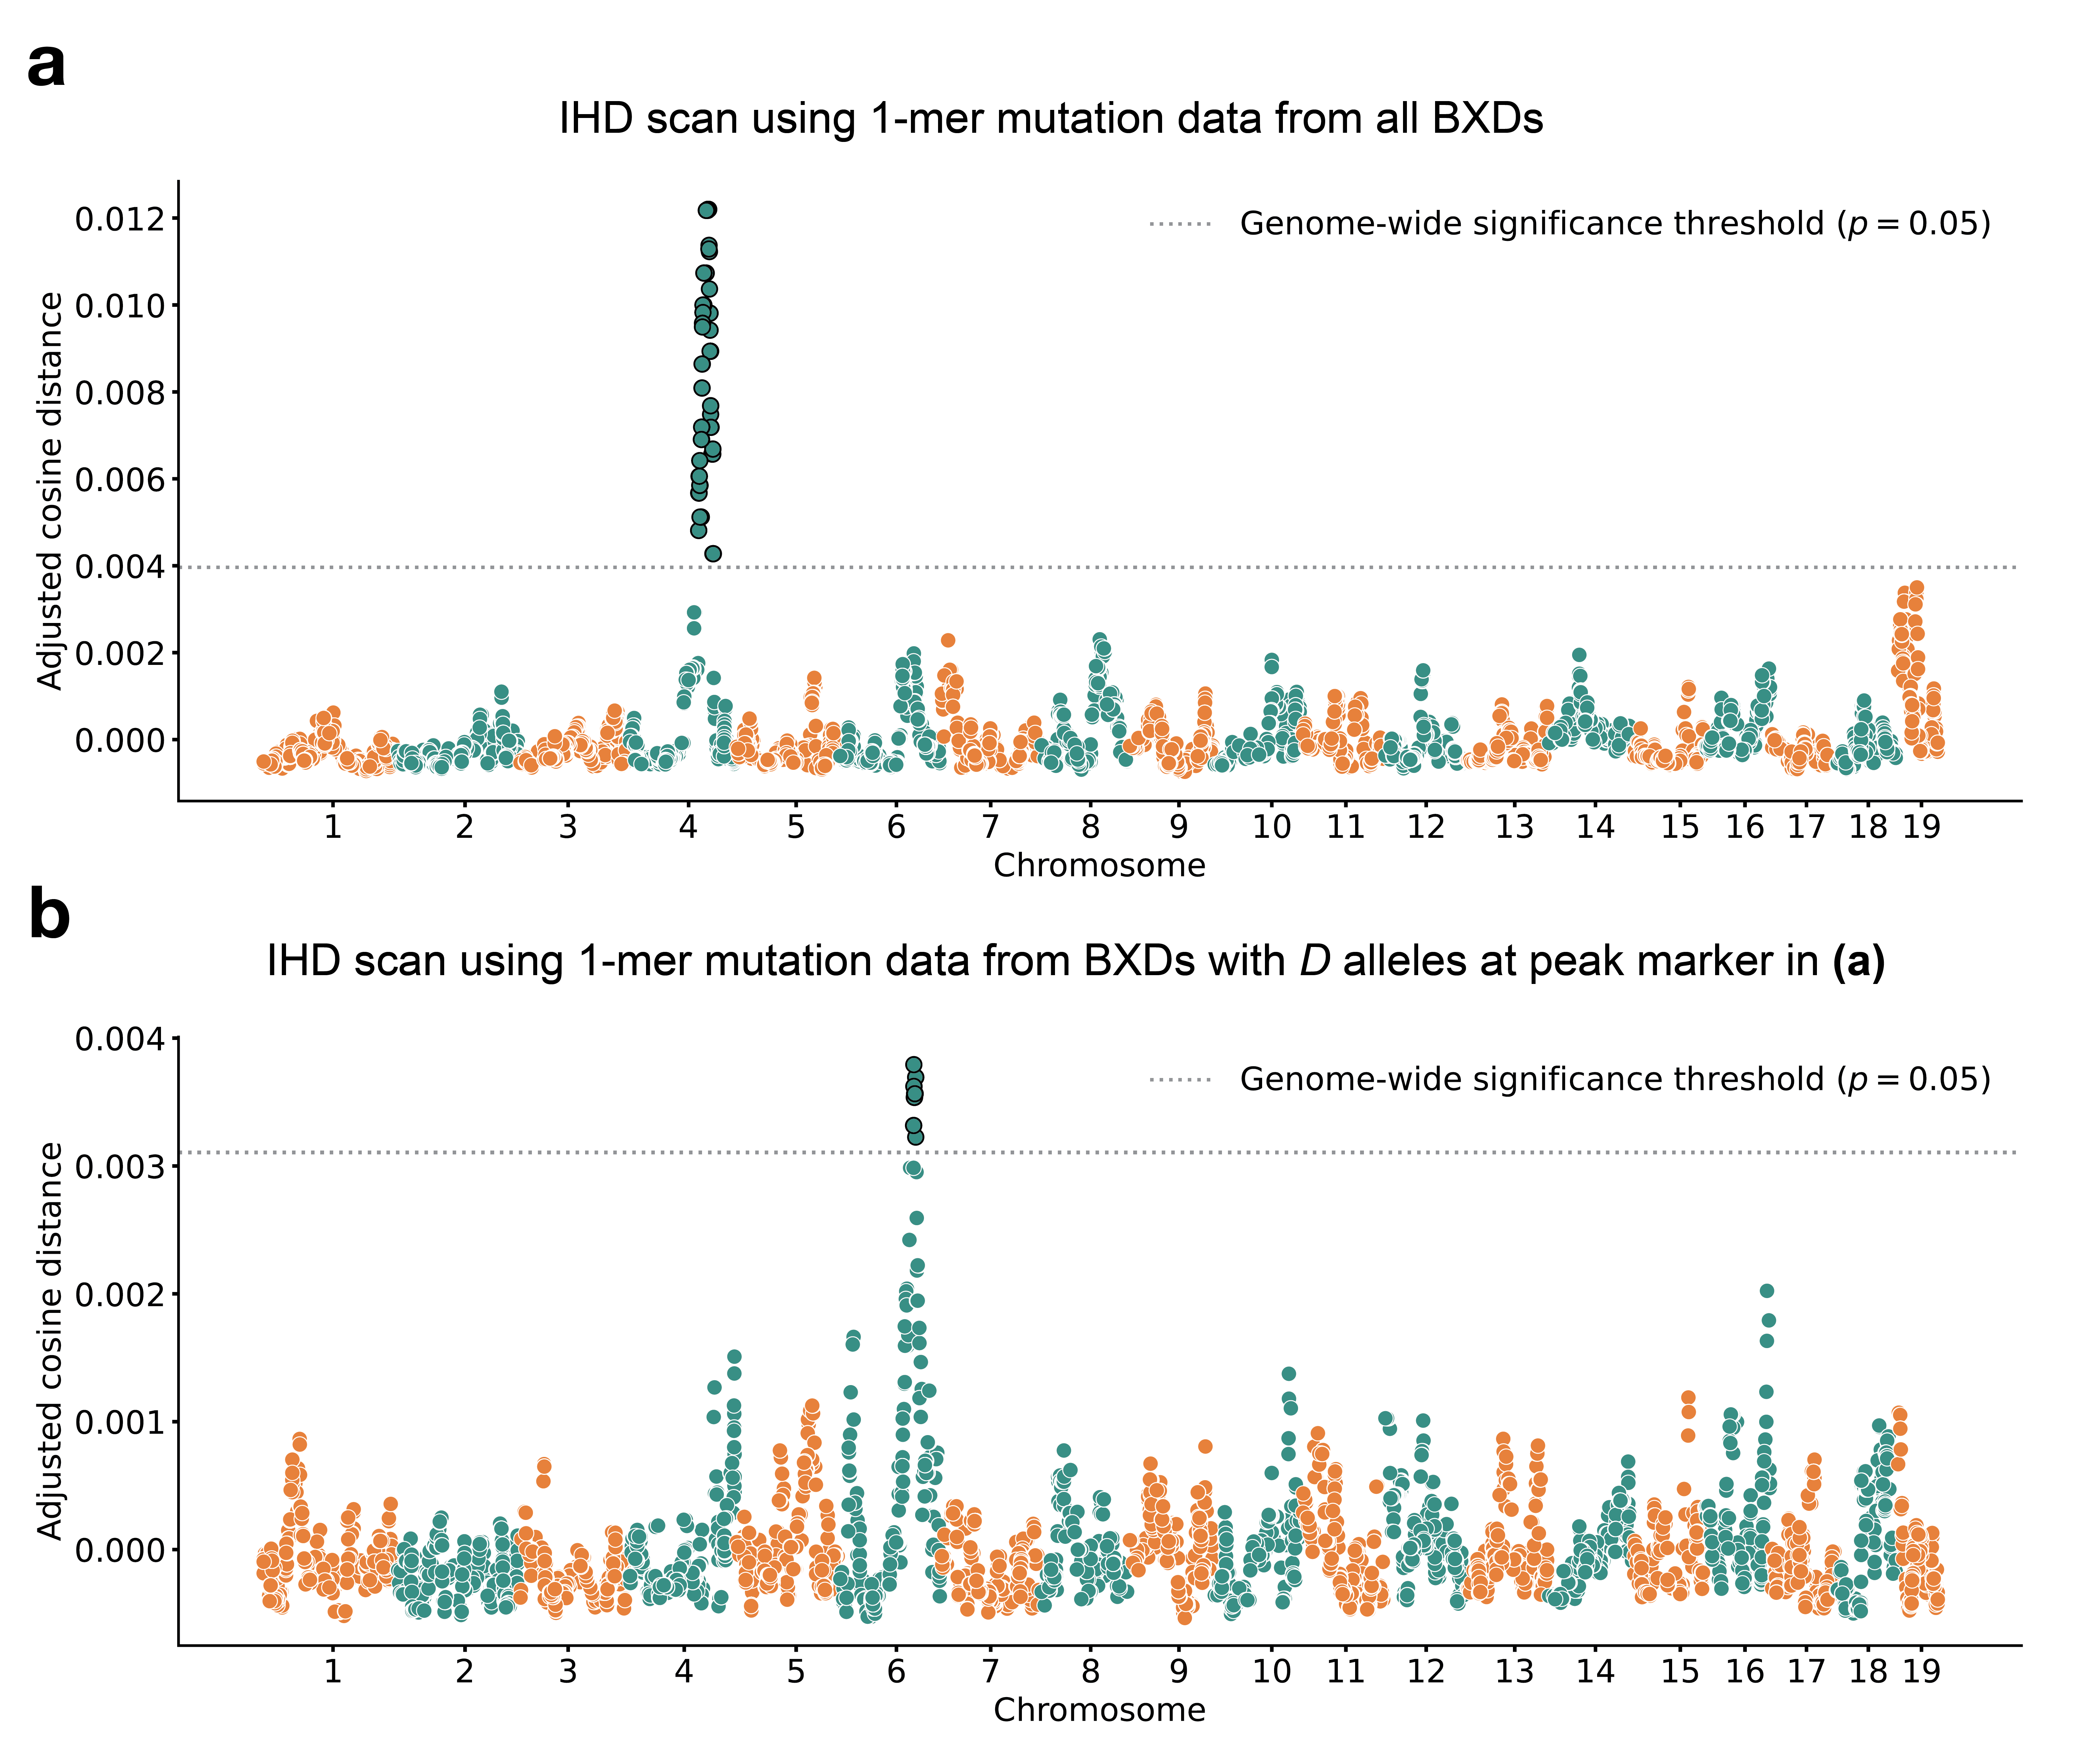 a
IHD scan using 1-mer mutation data from all BXDs
Genome-wide significance threshold (p = 0.05)
Adjusted cosine distance
0.012
0.010
0.008
0.006
0.004
0.002
0.000
1 2 3 4 5 6 7 8 9 10 11 12 13 14 15 16 17 18 19
Chromosome
b
IHD scan using 1-mer mutation data from BXDs with D alleles at peak marker in (a)
Genome-wide significance threshold (p = 0.05)
Adjusted cosine distance
0.004
0.003
0.002
0.001
0.000
1 2 3 4 5 6 7 8 9 10 11 12 13 14 15 16 17 18 19
Chromosome